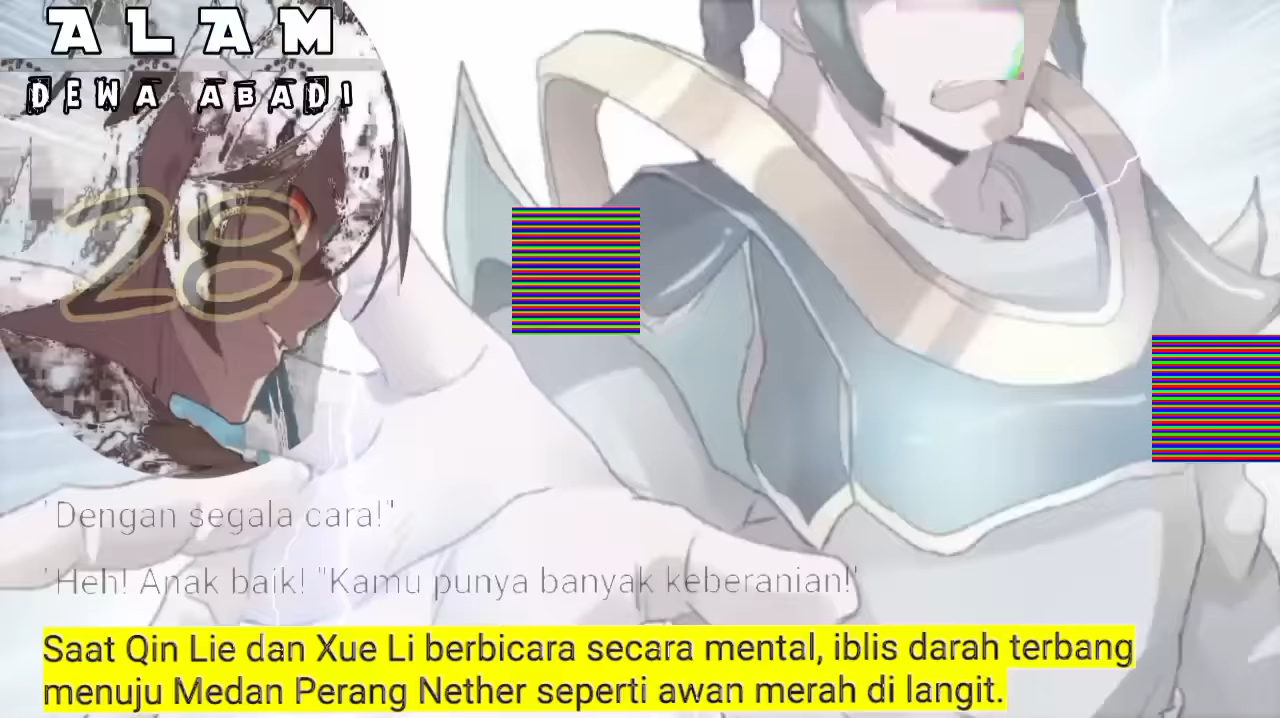 ALAM
DEWA ABADI
28
'Dengan segala cara!"
'Heh! Anak baik! "Kamu punya banyak keberanian!'
Saat Qin Lie dan Xue Li berbicara secara mental, iblis darah terbang
menuju Medan Perang Nether seperti awan merah di langit.